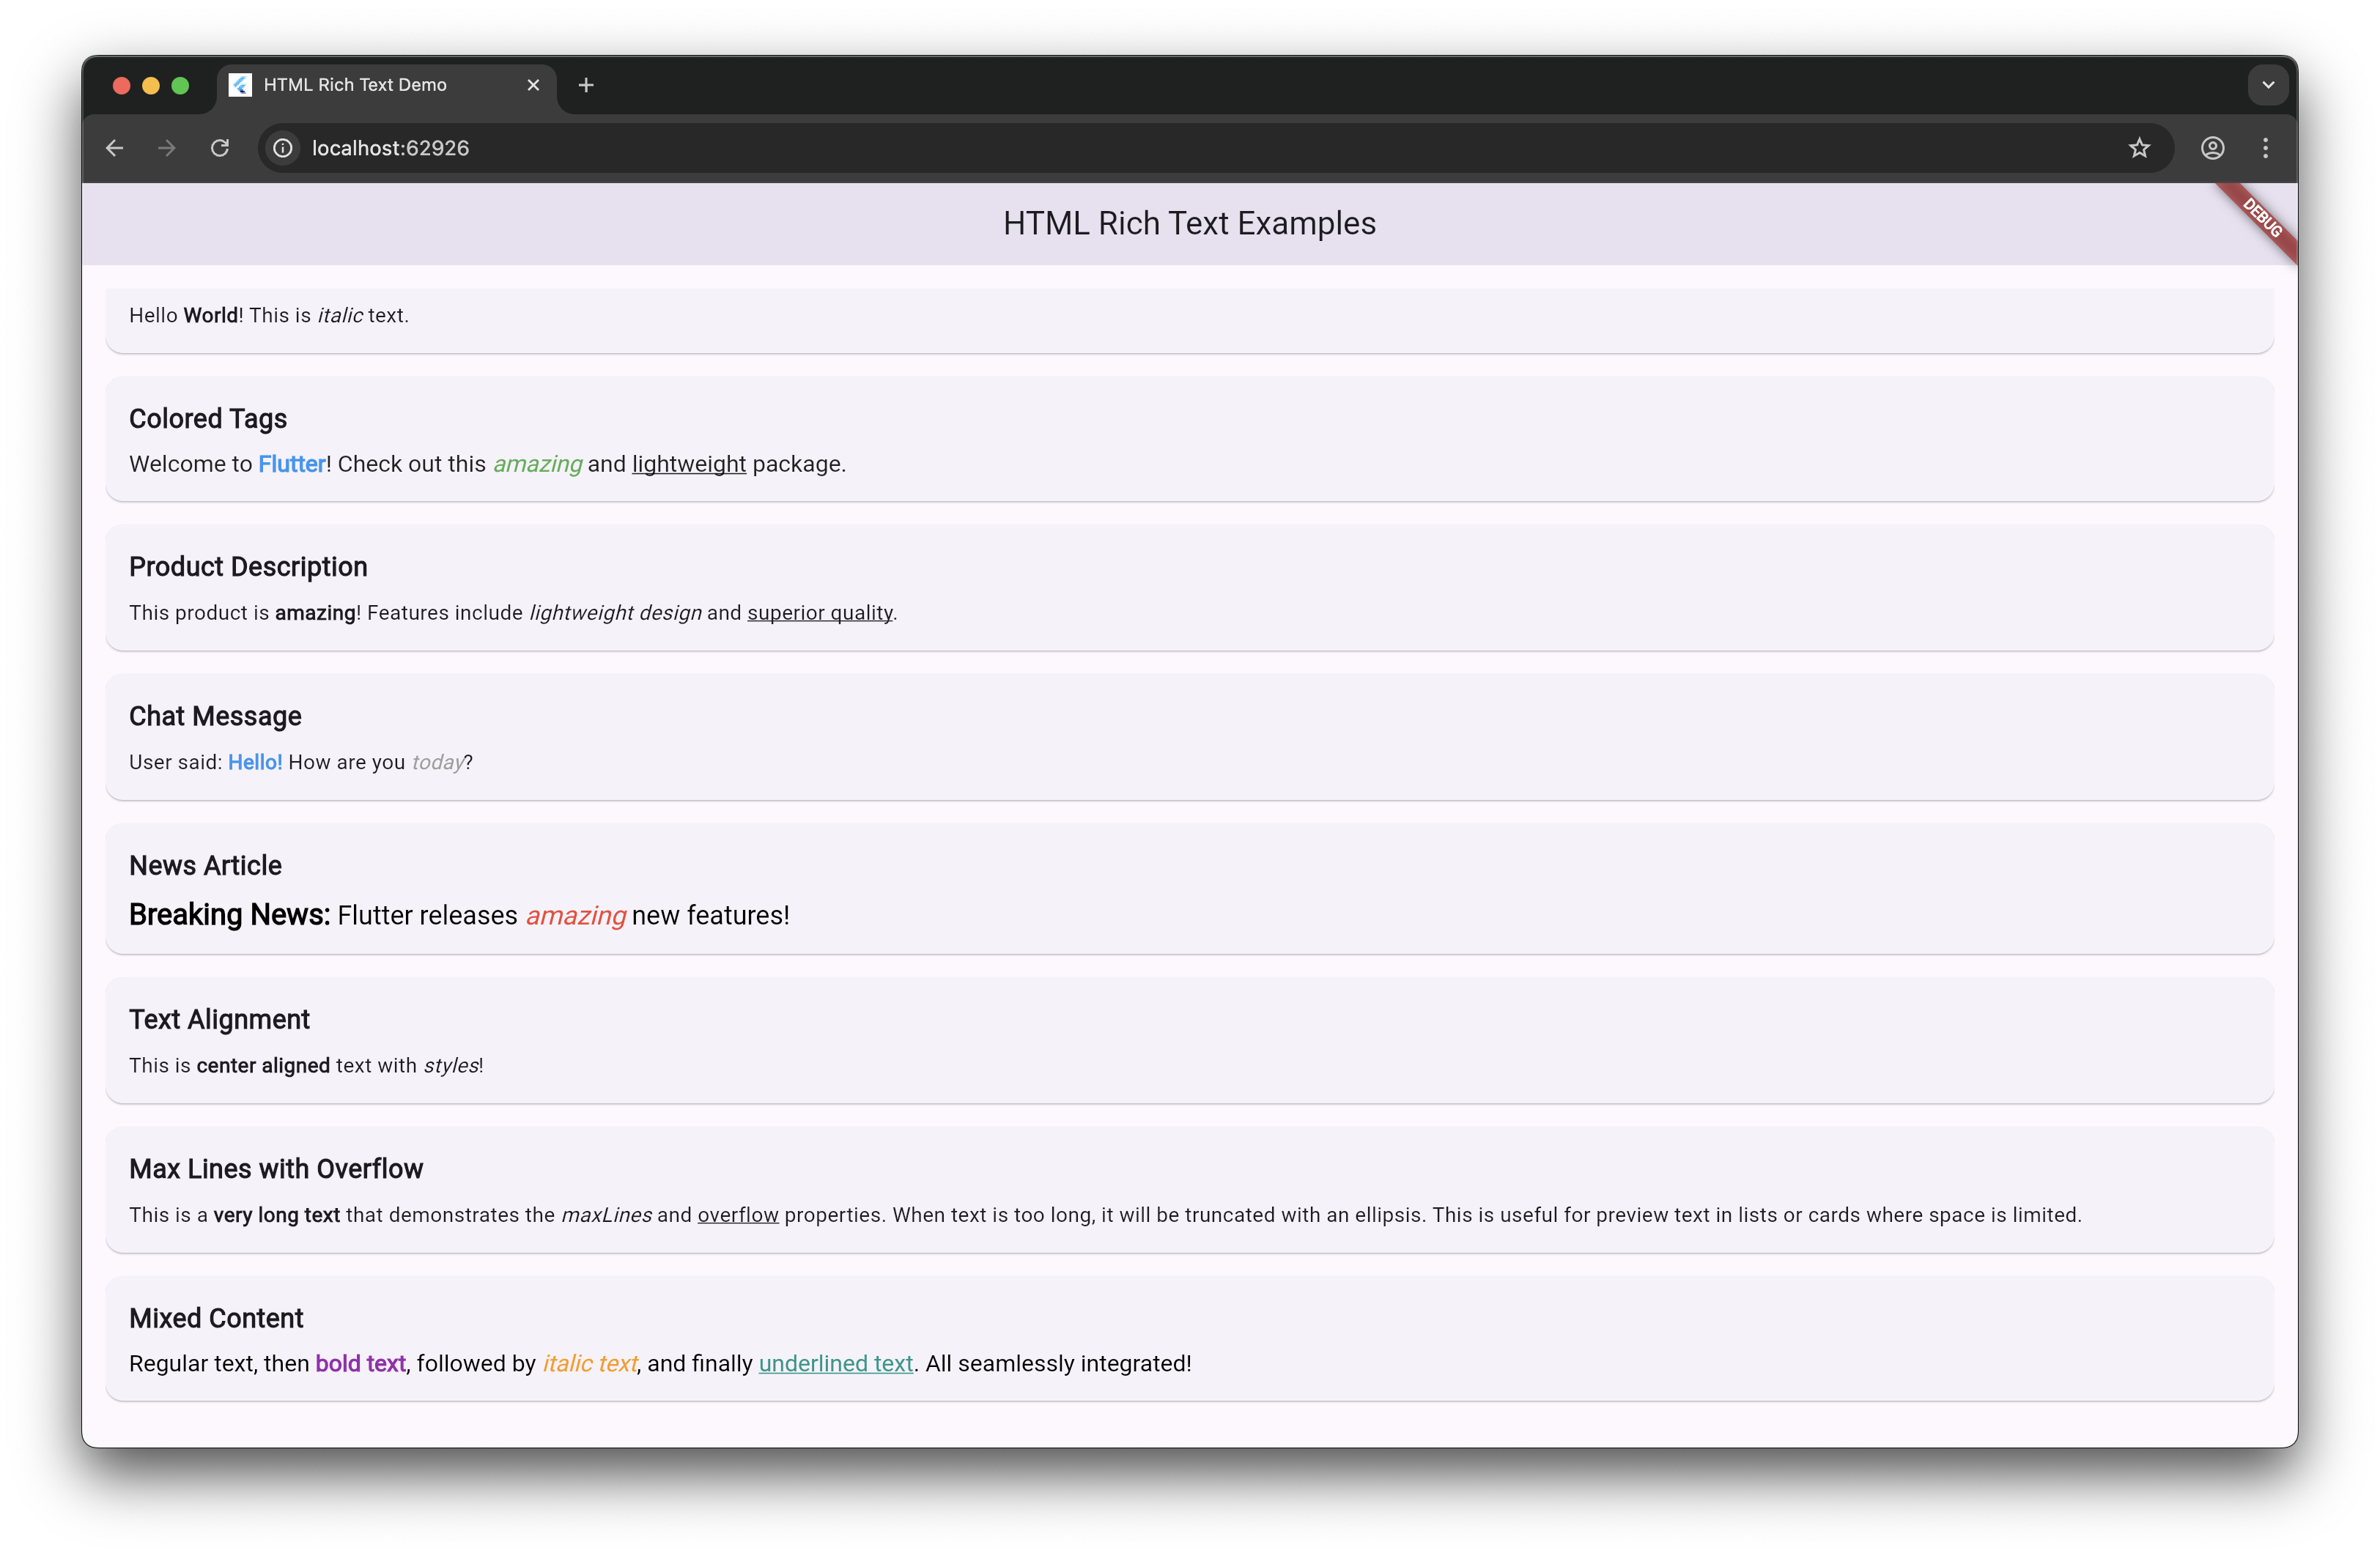 HTML Rich Text Demo
localhost:62926
HTML Rich Text Examples
DEBUG
Hello World! This is italic text.
Colored Tags
Welcome to Flutter! Check out this amazing and lightweight package.
Product Description
This product is amazing! Features include lightweight design and superior quality.
Chat Message
User said: Hello! How are you today?
News Article
Breaking News: Flutter releases amazing new features!
Text Alignment
This is center aligned text with styles!
Max Lines with Overflow
This is a very long text that demonstrates the maxLines and overflow properties. When text is too long, it will be truncated with an ellipsis. This is useful for preview text in lists or cards where space is limited.
Mixed Content
Regular text, then bold text, followed by italic text, and finally underlined text. All seamlessly integrated!